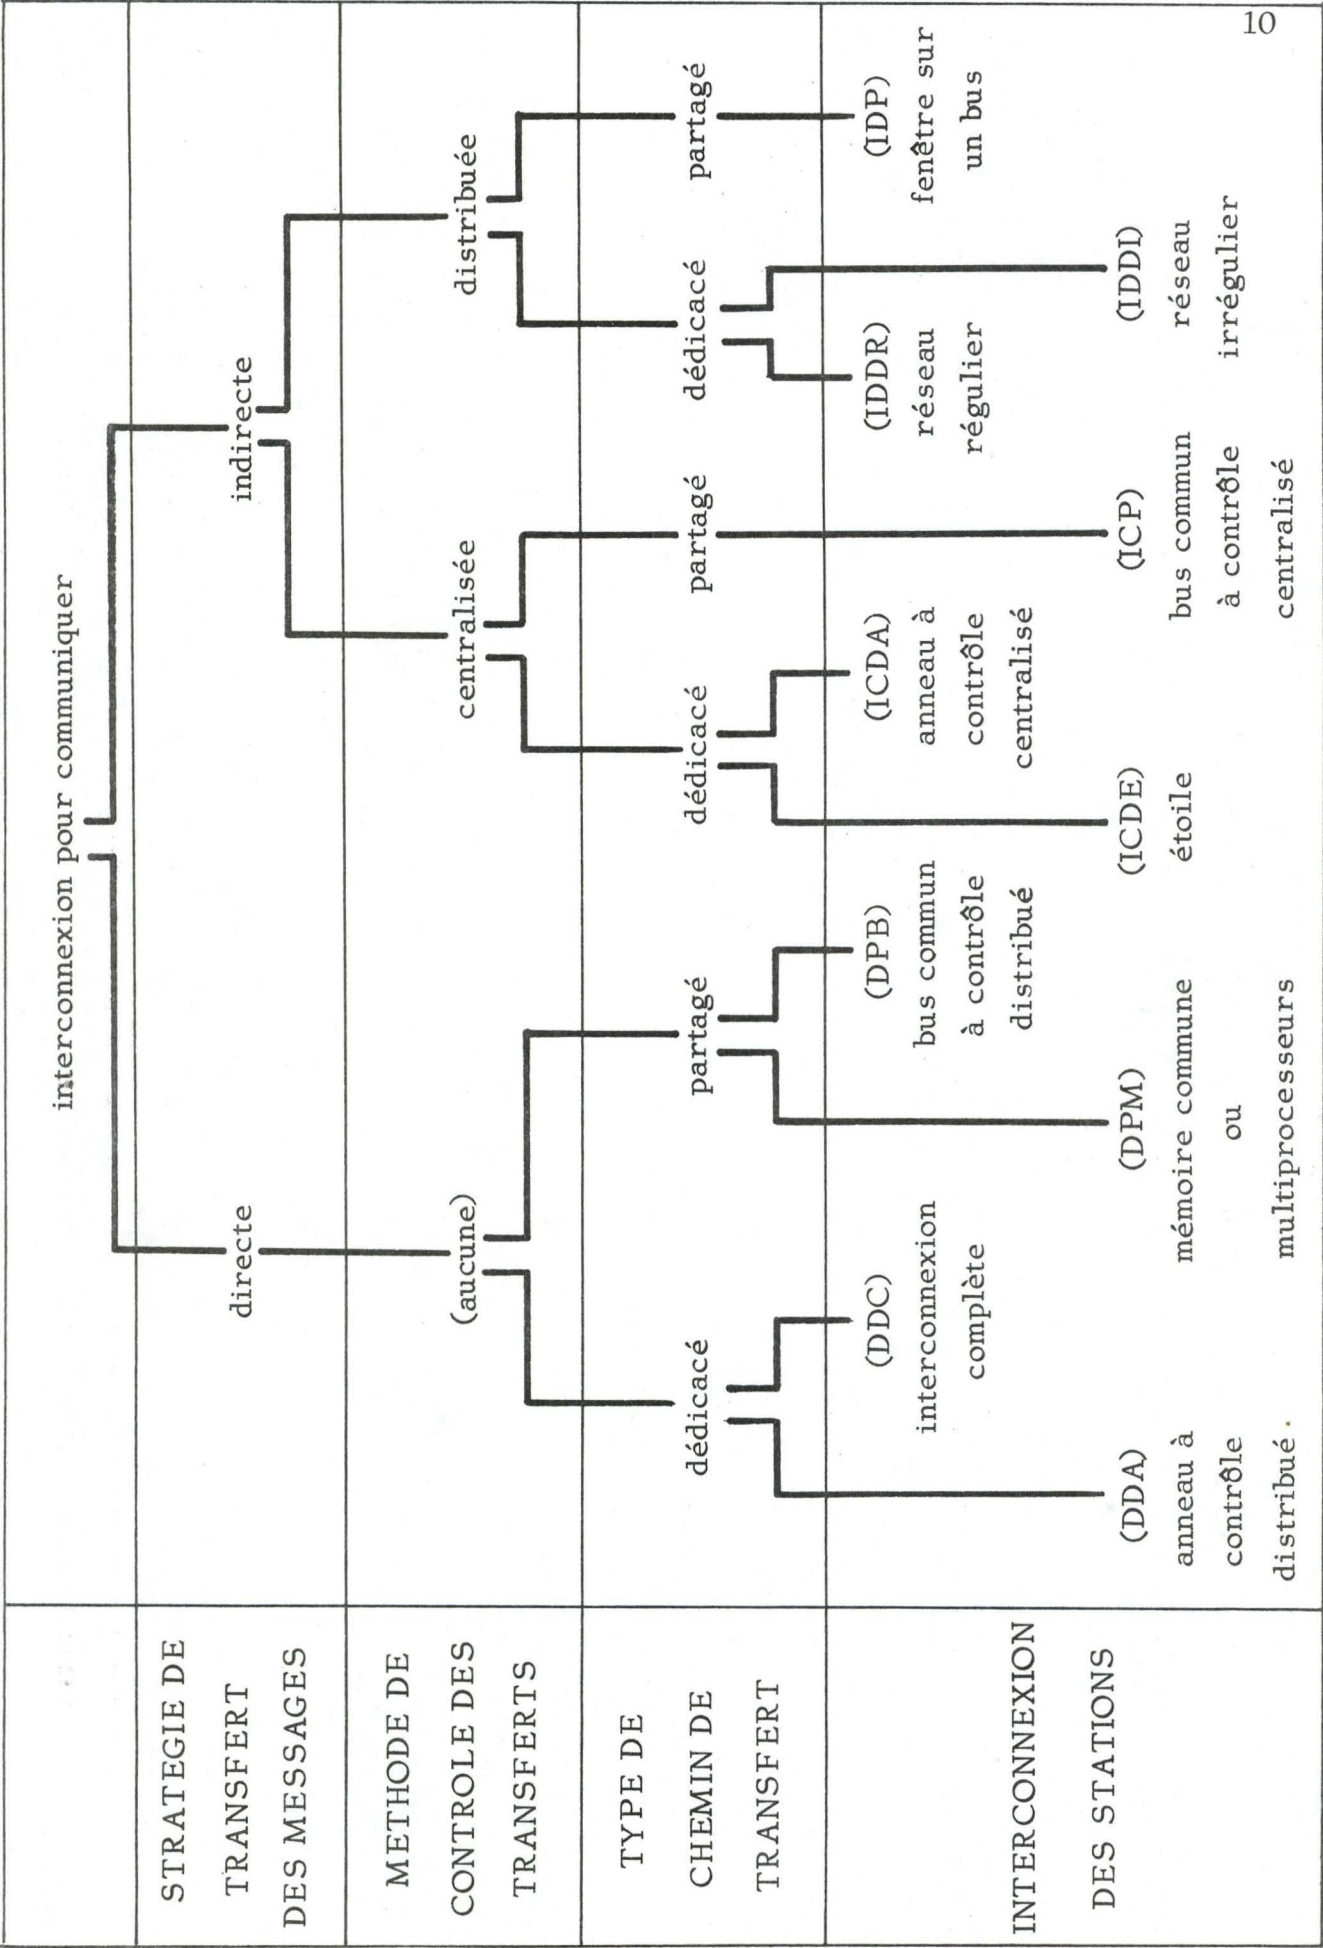 10
interconnexion pour communiquer
STRATEGIE DE
TRANSFERT
DES MESSAGES
directe
indirecte
METHODE DE
CONTROLE DES
TRANSFERTS
(aucune)
centralisée
distribuée
TYPE DE
CHEMIN DE
TRANSFERT
dédicacé
partagé
dédicacé
partagé
dédicacé
partagé
INTERCONNEXION
DES STATIONS
(DDA)
anneau à
contrôle
distribué.
(DDC)
interconnexion
complète
(DPM)
mémoire commune
ou
multiprocesseurs
(DPB)
bus commun
à contrôle
distribué
(ICDE)
étoile
(ICDA)
anneau à
contrôle
centralisé
(ICP)
bus commun
à contrôle
centralisé
(IDDR)
réseau
régulier
(IDDI)
réseau
irrégulier
(IDP)
fenêtre sur
un bus